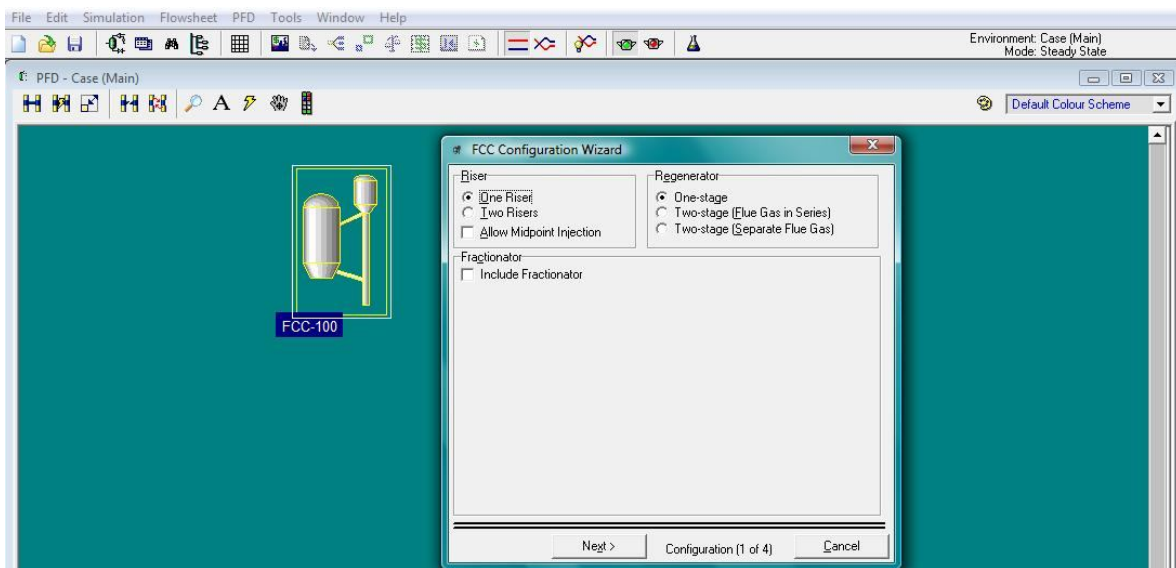 File Edit Simulation Flowsheet PFD Tools Window Help
Environment: Case (Main)
Mode: Steady State
PFD - Case (Main)
A
Default Colour Scheme
FCC Configuration Wizard
Riser
One Riser
Two Risers
Allow Midpoint Injection
Regenerator
One-stage
Two-stage (Flue Gas in Series)
Two-stage (Separate Flue Gas)
Fractionator
Include Fractionator
FCC-100
Next >
Configuration (1 of 4)
Cancel